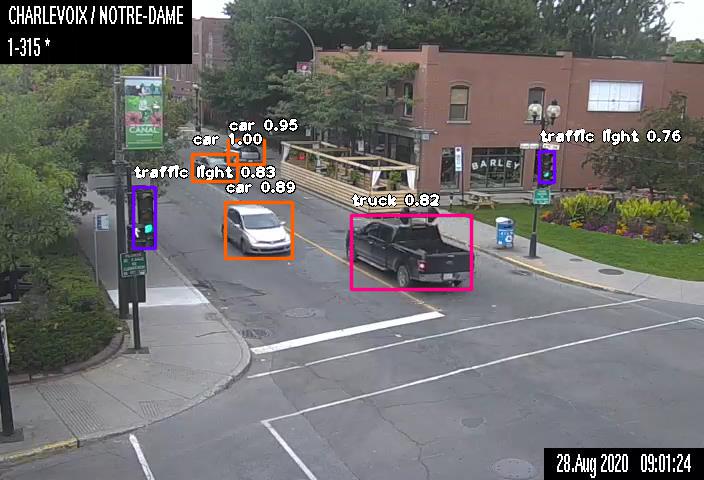 CHARLEVOIX / NOTRE-DAME
1-315 *
CANAL
car 0.95
car 1.00
traffic light 0.83
car 0.89
truck 0.82
traffic light 0.76
BARLEY
28.Aug 2020 09:01:24